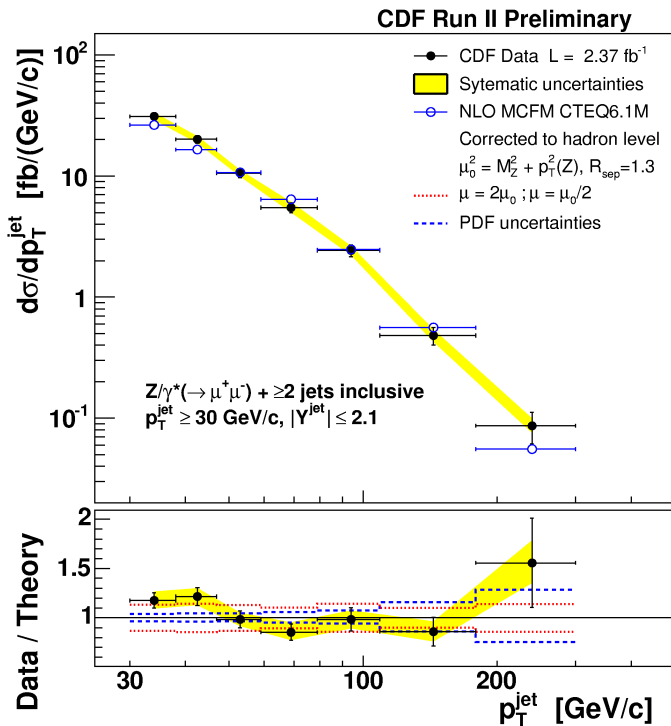 CDF Run II Preliminary
CDF Data L = 2.37 fb⁻¹
Sytematic uncertainties
NLO MCFM CTEQ6.1M
Corrected to hadron level
μ₀² = M_Z² + p_T²(Z), R_sep=1.3
μ = 2μ₀ ; μ = μ₀/2
PDF uncertainties
dσ/dp_T^jet [fb/(GeV/c)]
10²
10
1
10⁻¹
Z/γ*(→ μ⁺μ⁻) + ≥2 jets inclusive
p_T^jet ≥ 30 GeV/c, |Y^jet| ≤ 2.1
Data / Theory
2
1.5
1
30 100 200
p_T^jet [GeV/c]